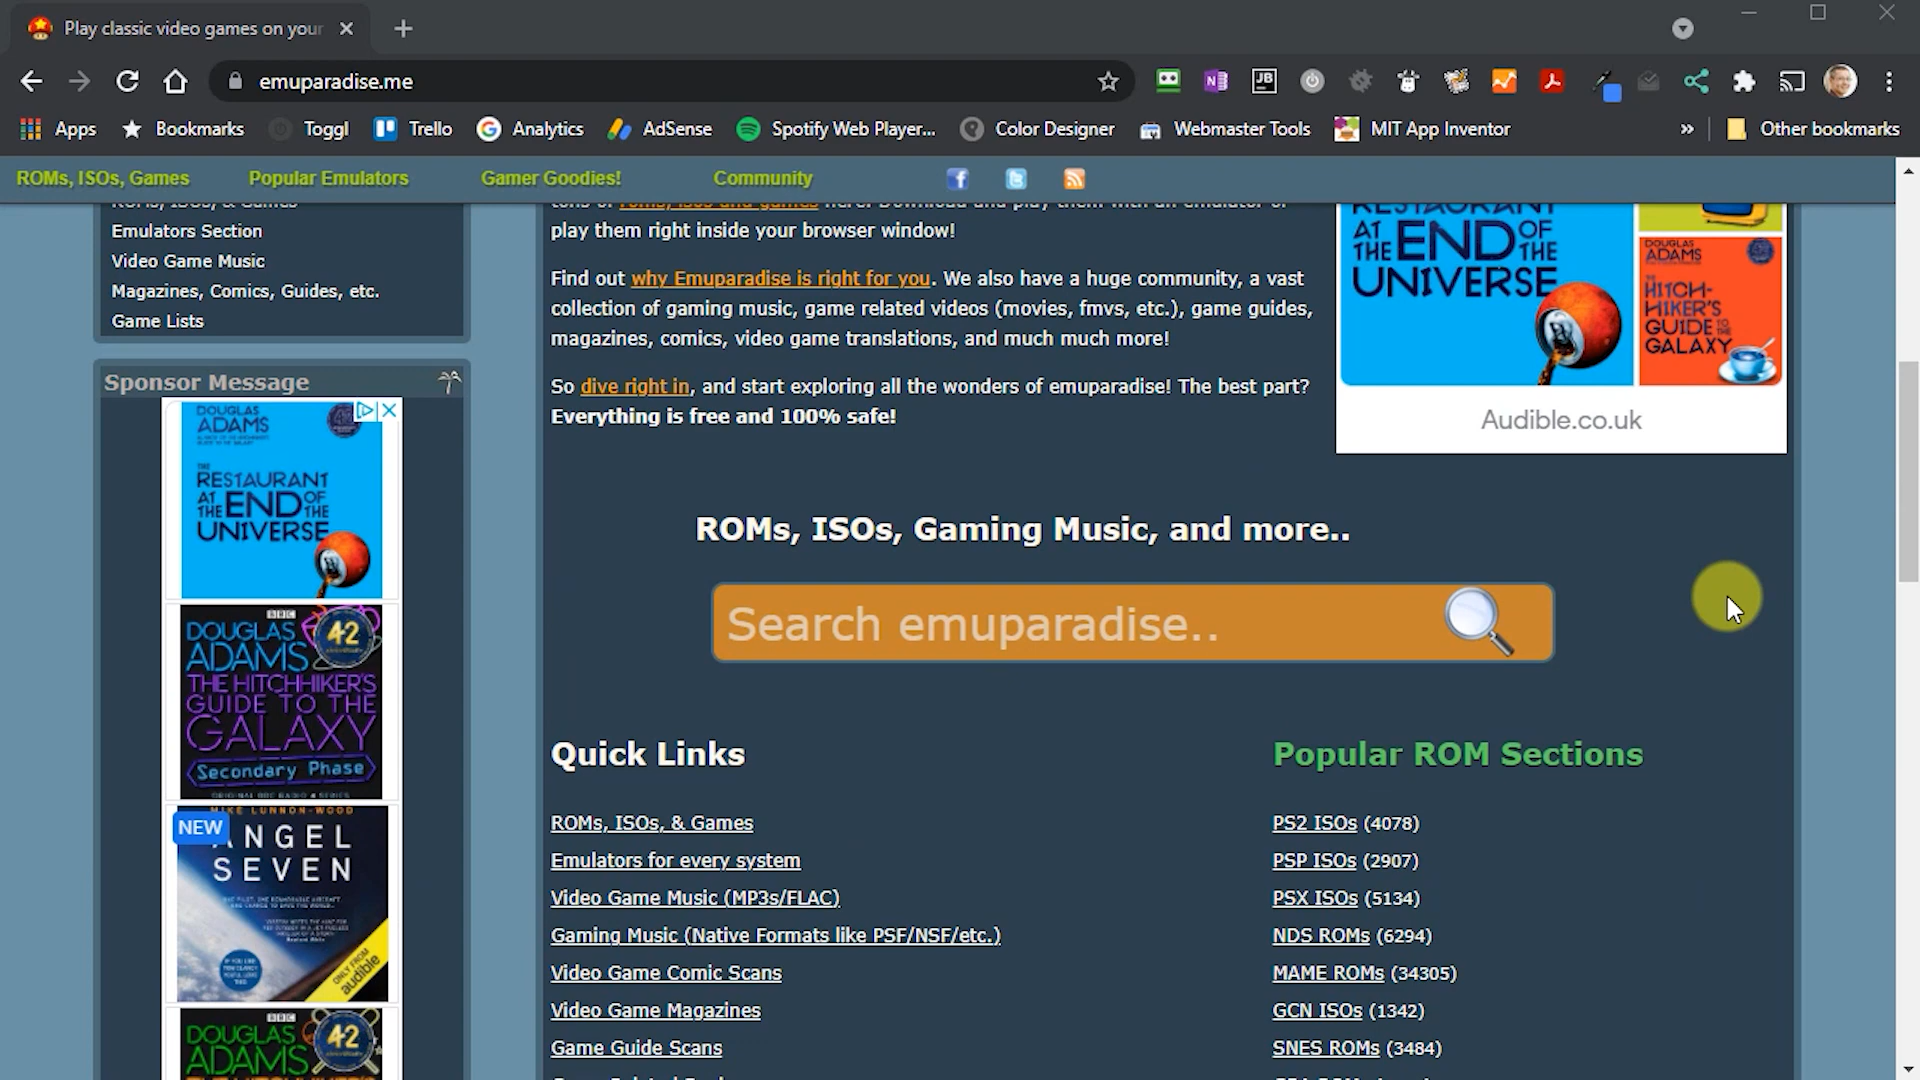 Play classic video games on your
emuparadise.me
Apps
Bookmarks
Toggl
Trello
Analytics
AdSense
Spotify Web Player...
Color Designer
Webmaster Tools
MIT App Inventor
»
Other bookmarks
ROMs, ISOs, Games
Popular Emulators
Gamer Goodies!
Community
ROMs, ISOs, & Games
Emulators Section
Video Game Music
Magazines, Comics, Guides, etc.
Game Lists
Sponsor Message
DOUGLAS
ADAMS
THE
RESTAURANT
AT THE END OF THE
UNIVERSE
BBC
DOUGLAS
ADAMS
42
THE HITCHHIKER'S
GUIDE TO THE
GALAXY
Secondary Phase
ORIGINAL BBC RADIO 4 SERIES
MIKE LUNNON-WOOD
NEW
ANGEL
SEVEN
ONLY FROM
audible
BBC
DOUGLAS
ADAMS
42
tons of roms, isos and games here! Download and play them with an emulator or
play them right inside your browser window!
Find out why Emuparadise is right for you. We also have a huge community, a vast
collection of gaming music, game related videos (movies, fmvs, etc.), game guides,
magazines, comics, video game translations, and much much more!
So dive right in, and start exploring all the wonders of emuparadise! The best part?
Everything is free and 100% safe!
RESTAURANT
AT THE END OF THE
UNIVERSE
DOUGLAS
ADAMS
THE
HITCH-
HIKER'S
GUIDE TO THE
GALAXY
Audible.co.uk
ROMs, ISOs, Gaming Music, and more..
Search emuparadise..
Quick Links
ROMs, ISOs, & Games
Emulators for every system
Video Game Music (MP3s/FLAC)
Gaming Music (Native Formats like PSF/NSF/etc.)
Video Game Comic Scans
Video Game Magazines
Game Guide Scans
Popular ROM Sections
PS2 ISOs (4078)
PSP ISOs (2907)
PSX ISOs (5134)
NDS ROMs (6294)
MAME ROMs (34305)
GCN ISOs (1342)
SNES ROMs (3484)